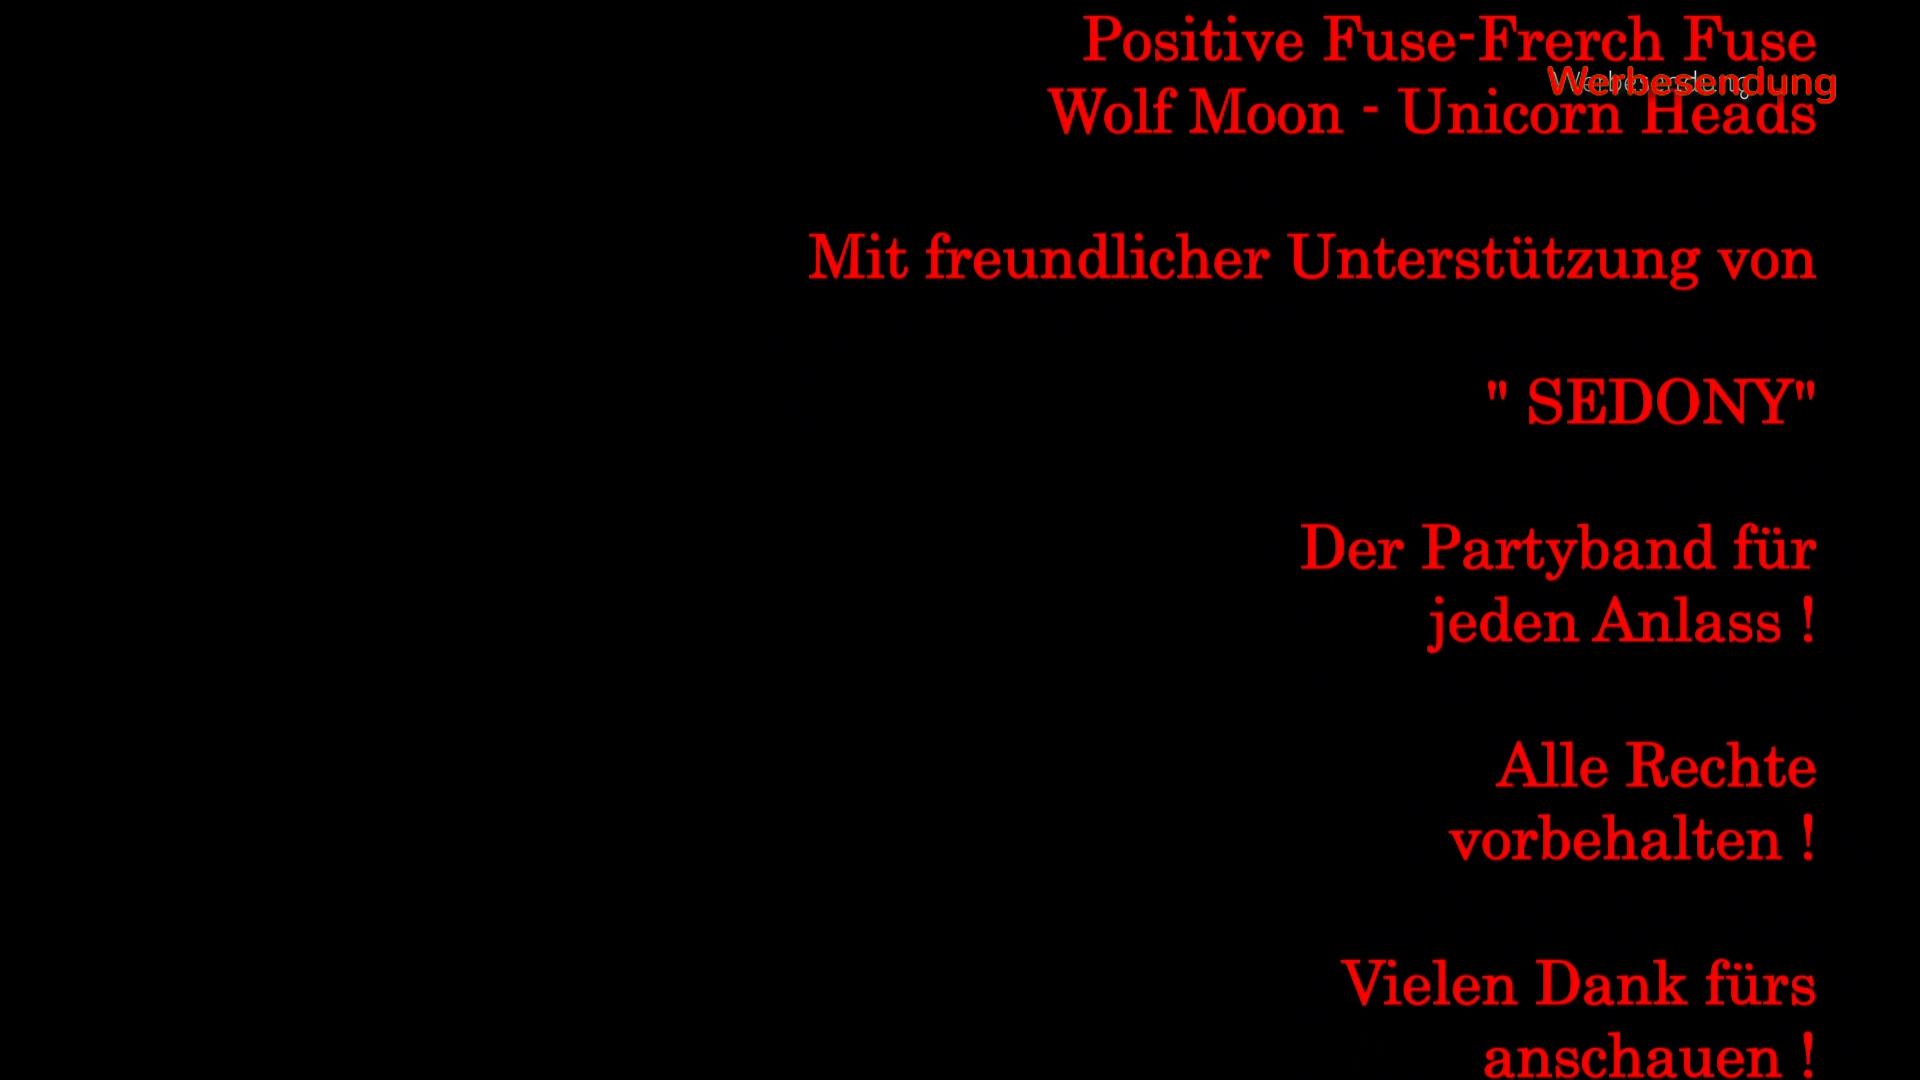 Positive Fuse-Frerch Fuse
Werbesendung
Werbesendung
Wolf Moon - Unicorn Heads
Mit freundlicher Unterstützung von
" SEDONY"
Der Partyband für
jeden Anlass !
Alle Rechte
vorbehalten !
Vielen Dank fürs
anschauen !